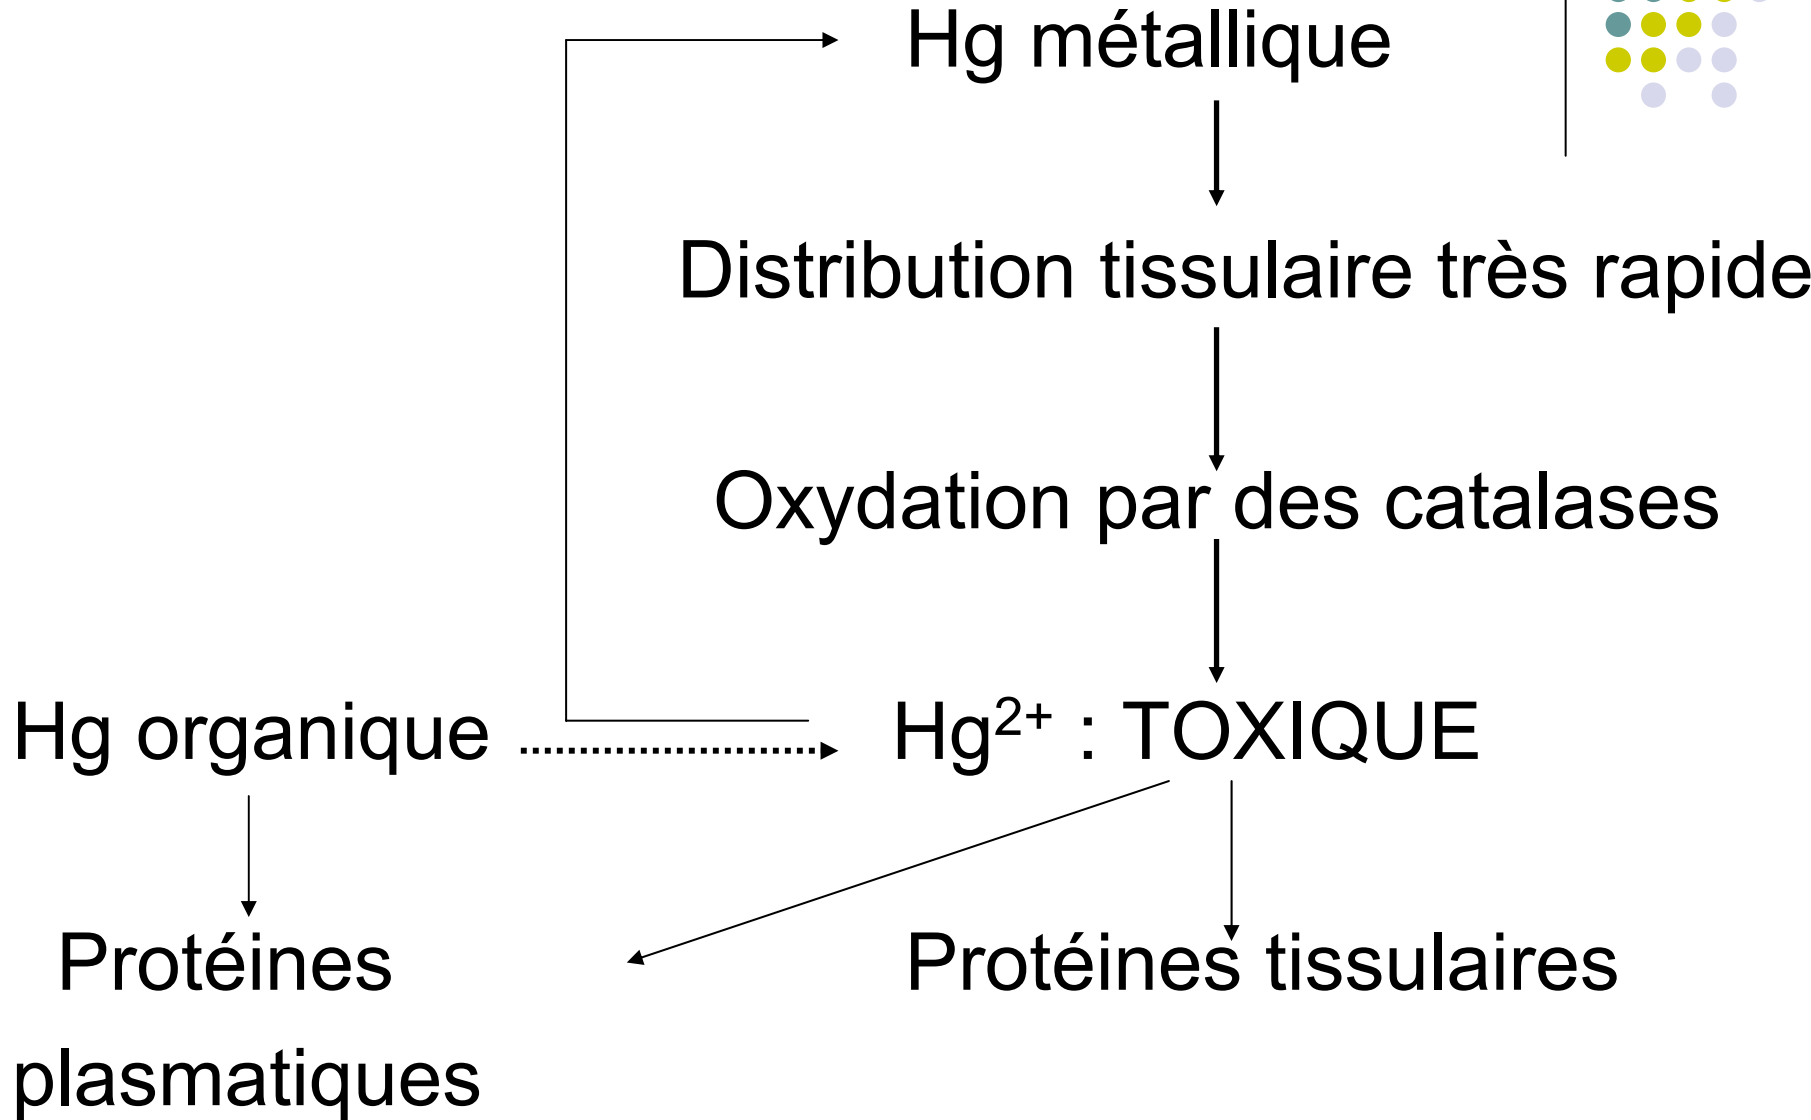 Hg métallique
Distribution tissulaire très rapide
Oxydation par des catalases
Hg organique
Hg²⁺ : TOXIQUE
Protéines
plasmatiques
Protéines tissulaires